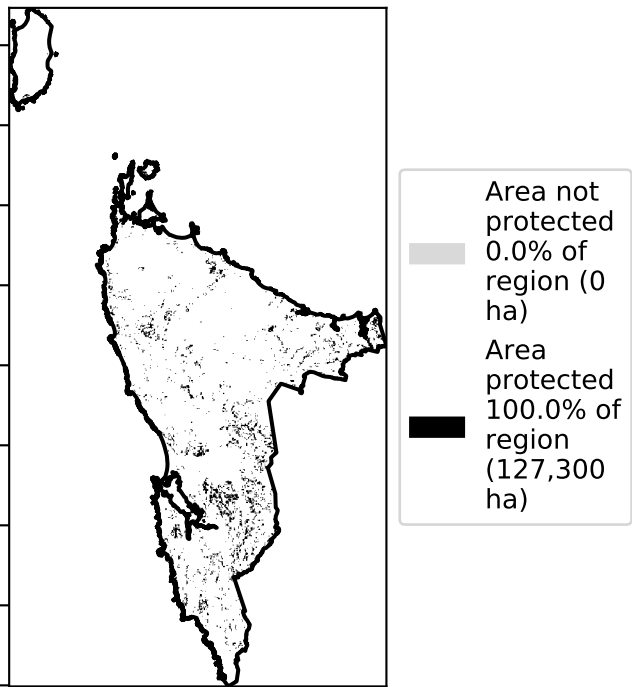 Area not
protected
0.0% of
region (0
ha)
Area
protected
100.0% of
region
(127,300
ha)